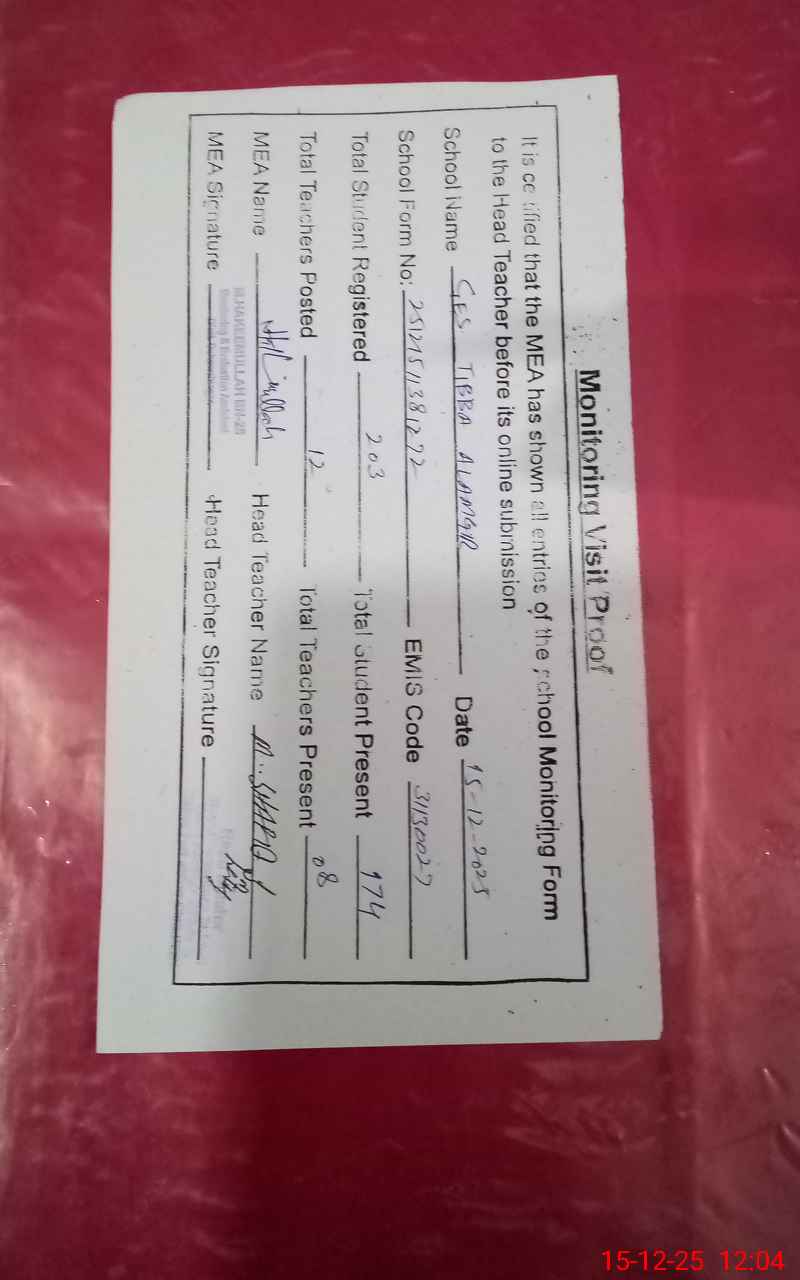 Monitoring Visit Proof
It is certified that the MEA has shown all entries of the school Monitoring Form
to the Head Teacher before its online submission
School Name GES TIBBA ALAMGIR Date 15-12-2025
School Form No: EMIS Code 31130027
Total Student Registered 203 Total Student Present 174
Total Teachers Posted 12 Total Teachers Present 08
MEA Name Head Teacher Name M. SHAFIQ
MEA Signature Head Teacher Signature
15-12-25 12:04